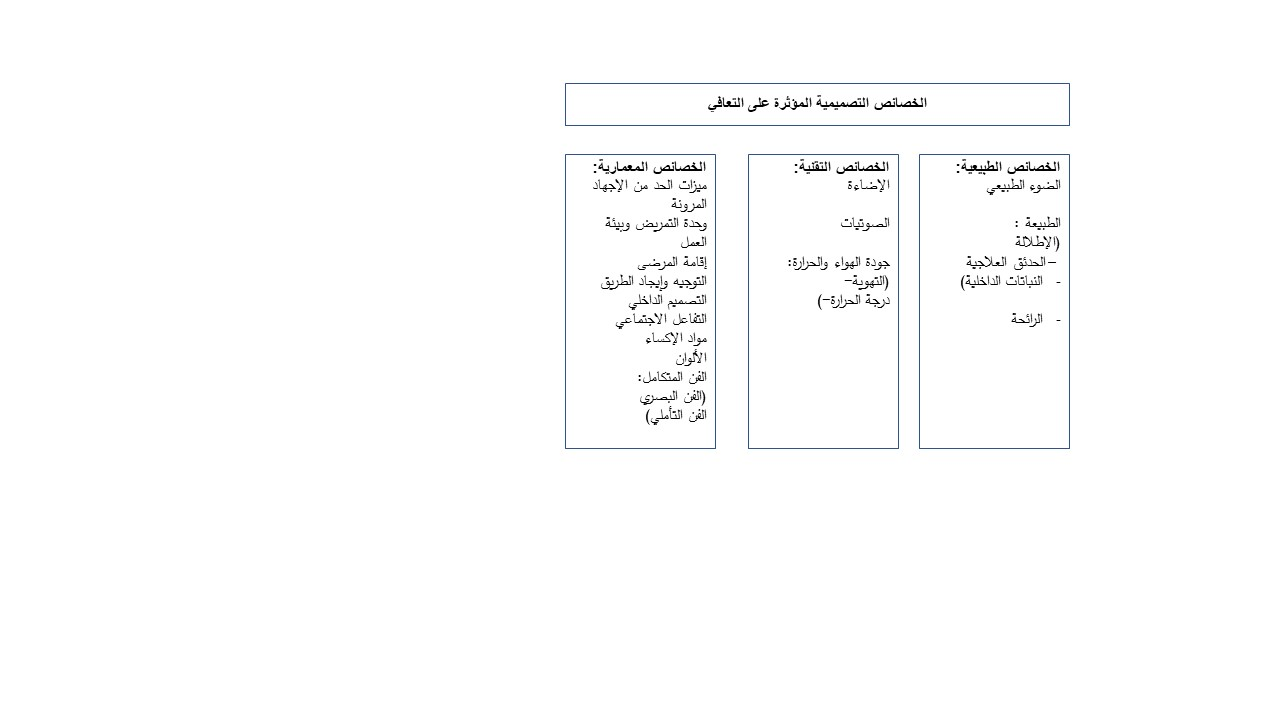 الخصائص التصميمية المؤثرة على التعافي
الخصائص الطبيعية:
الضوء الطبيعي
الطبيعة :
(الإطلالة
–الحدئق العلاجية
- النباتات الداخلية)
- الرائحة
الخصائص التقنية:
الإضاءة
الصوتيات
جودة الهواء والحرارة:
(التهوية–
درجة الحرارة–)
الخصائص المعمارية:
ميزات الحد من الإجهاد
المرونة
وحدة التمريض وبيئة
العمل
إقامة المرضى
التوجيه وإيجاد الطريق
التصميم الداخلي
التفاعل الاجتماعي
مواد الإكساء
الألوان
الفن المتكامل:
(الفن البصري
الفن التأملي)